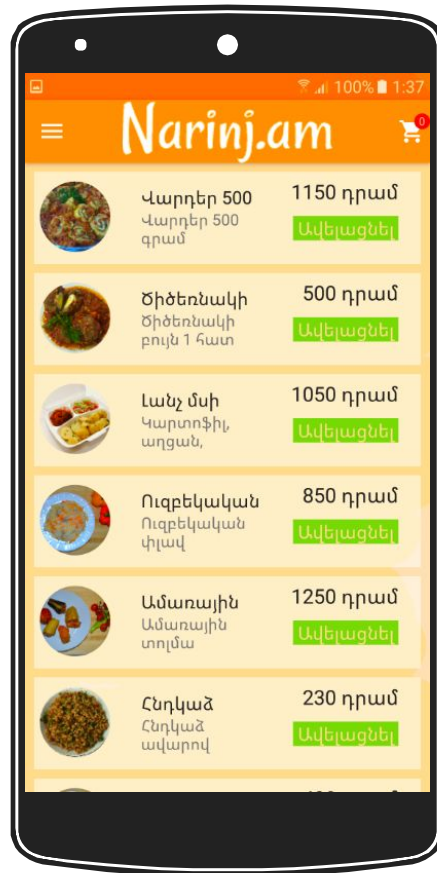 100% 1:37
Narinj.am
0
Վարդեր 500
1150 դրամ
Վարդեր 500
գրամ
Ավելացնել
Ծիծեռնակի
500 դրամ
Ծիծեռնակի
բույն 1 հատ
Ավելացնել
Լանչ մսի
1050 դրամ
Կարտոֆիլ,
աղցան,
Ավելացնել
Ուզբեկական
850 դրամ
Ուզբեկական
փլավ
Ավելացնել
Ամառային
1250 դրամ
Ամառային
տոլմա
Ավելացնել
Հնդկաձ
230 դրամ
Հնդկաձ
ավարով
Ավելացնել